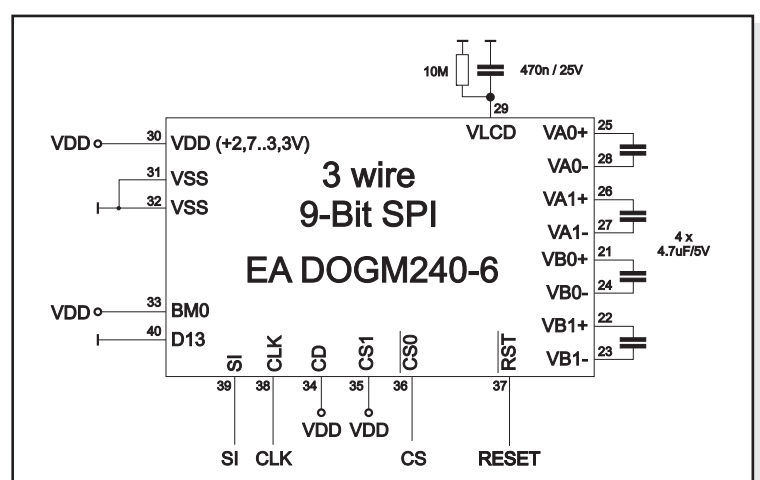 10M
470n / 25V
29
VLCD
VDD
30
VDD (+2,7..3,3V)
31
VSS
32
VSS
3 wire
9-Bit SPI
EA DOGM240-6
VA0+
25
VA0-
28
VA1+
26
VA1-
27
VB0+
21
VB0-
24
VB1+
22
VB1-
23
4 x
4.7uF/5V
VDD
33
BM0
40
D13
SI
CLK
CD
CS1
CS0
RST
39
38
34
35
36
37
VDD
VDD
SI
CLK
CS
RESET